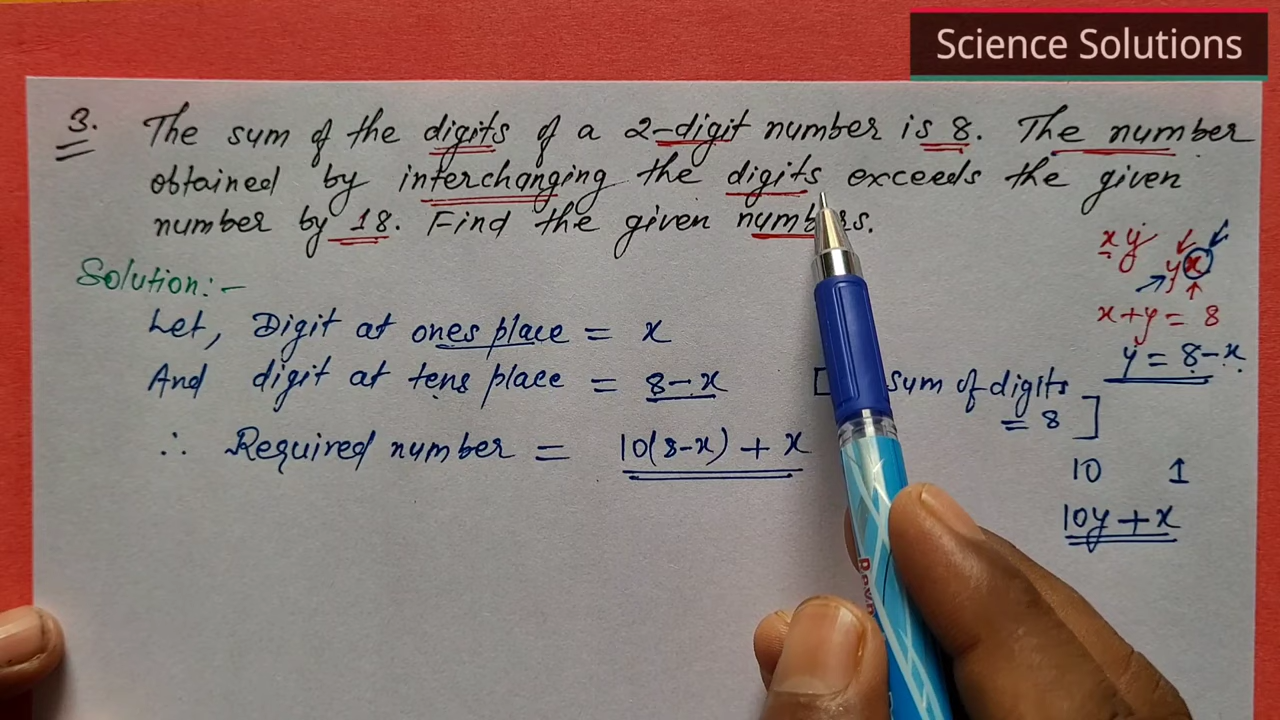 Science Solutions
3. The sum of the digits of a 2-digit number is 8. The number
obtained by interchanging the digits exceeds the given
number by 18. Find the given numbers.
x y
y x
Solution:-
x + y = 8
Let, Digit at ones place = x
y = 8-x
And digit at tens place = 8-x [ sum of digits
= 8 ]
∴ Required number = 10(8-x) + x
10 1
10y + x